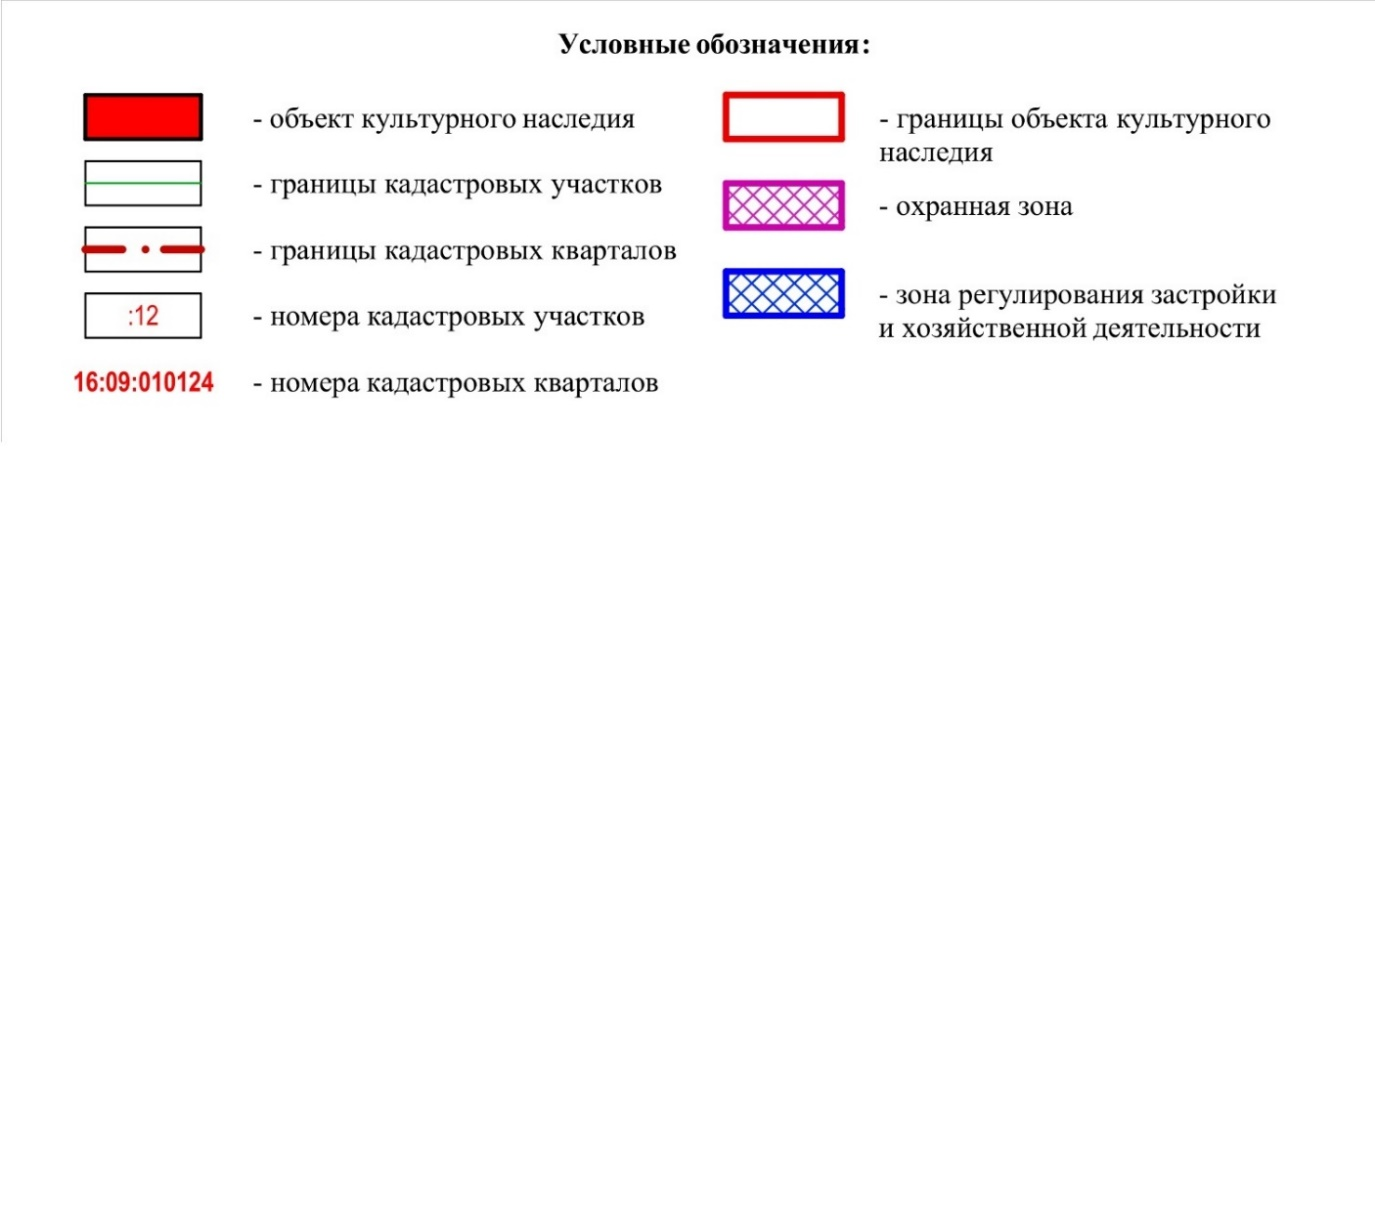 Условные обозначения:
- объект культурного наследия
- границы кадастровых участков
- границы кадастровых кварталов
:12
- номера кадастровых участков
16:09:010124
- номера кадастровых кварталов
- границы объекта культурного
наследия
- охранная зона
- зона регулирования застройки
и хозяйственной деятельности